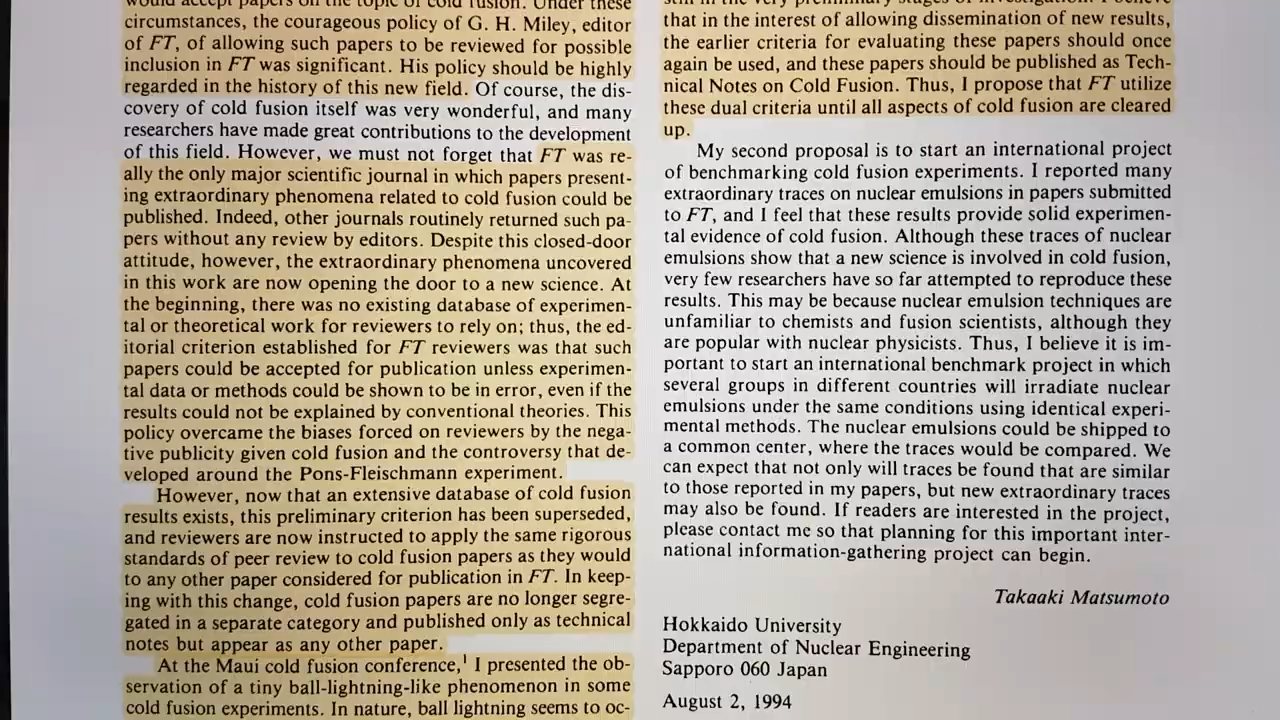 would accept papers on the topic of cold fusion. Under these
circumstances, the courageous policy of G. H. Miley, editor
of FT, of allowing such papers to be reviewed for possible
inclusion in FT was significant. His policy should be highly
regarded in the history of this new field. Of course, the dis-
covery of cold fusion itself was very wonderful, and many
researchers have made great contributions to the development
of this field. However, we must not forget that FT was re-
ally the only major scientific journal in which papers present-
ing extraordinary phenomena related to cold fusion could be
published. Indeed, other journals routinely returned such pa-
pers without any review by editors. Despite this closed-door
attitude, however, the extraordinary phenomena uncovered
in this work are now opening the door to a new science. At
the beginning, there was no existing database of experimen-
tal or theoretical work for reviewers to rely on; thus, the ed-
itorial criterion established for FT reviewers was that such
papers could be accepted for publication unless experimen-
tal data or methods could be shown to be in error, even if the
results could not be explained by conventional theories. This
policy overcame the biases forced on reviewers by the nega-
tive publicity given cold fusion and the controversy that de-
veloped around the Pons-Fleischmann experiment.
However, now that an extensive database of cold fusion
results exists, this preliminary criterion has been superseded,
and reviewers are now instructed to apply the same rigorous
standards of peer review to cold fusion papers as they would
to any other paper considered for publication in FT. In keep-
ing with this change, cold fusion papers are no longer segre-
gated in a separate category and published only as technical
notes but appear as any other paper.
At the Maui cold fusion conference,¹ I presented the ob-
servation of a tiny ball-lightning-like phenomenon in some
cold fusion experiments. In nature, ball lightning seems to oc-
still in the very preliminary stages of investigation. I believe
that in the interest of allowing dissemination of new results,
the earlier criteria for evaluating these papers should once
again be used, and these papers should be published as Tech-
nical Notes on Cold Fusion. Thus, I propose that FT utilize
these dual criteria until all aspects of cold fusion are cleared
up.
My second proposal is to start an international project
of benchmarking cold fusion experiments. I reported many
extraordinary traces on nuclear emulsions in papers submitted
to FT, and I feel that these results provide solid experimen-
tal evidence of cold fusion. Although these traces of nuclear
emulsions show that a new science is involved in cold fusion,
very few researchers have so far attempted to reproduce these
results. This may be because nuclear emulsion techniques are
unfamiliar to chemists and fusion scientists, although they
are popular with nuclear physicists. Thus, I believe it is im-
portant to start an international benchmark project in which
several groups in different countries will irradiate nuclear
emulsions under the same conditions using identical experi-
mental methods. The nuclear emulsions could be shipped to
a common center, where the traces would be compared. We
can expect that not only will traces be found that are similar
to those reported in my papers, but new extraordinary traces
may also be found. If readers are interested in the project,
please contact me so that planning for this important inter-
national information-gathering project can begin.
Takaaki Matsumoto
Hokkaido University
Department of Nuclear Engineering
Sapporo 060 Japan
August 2, 1994